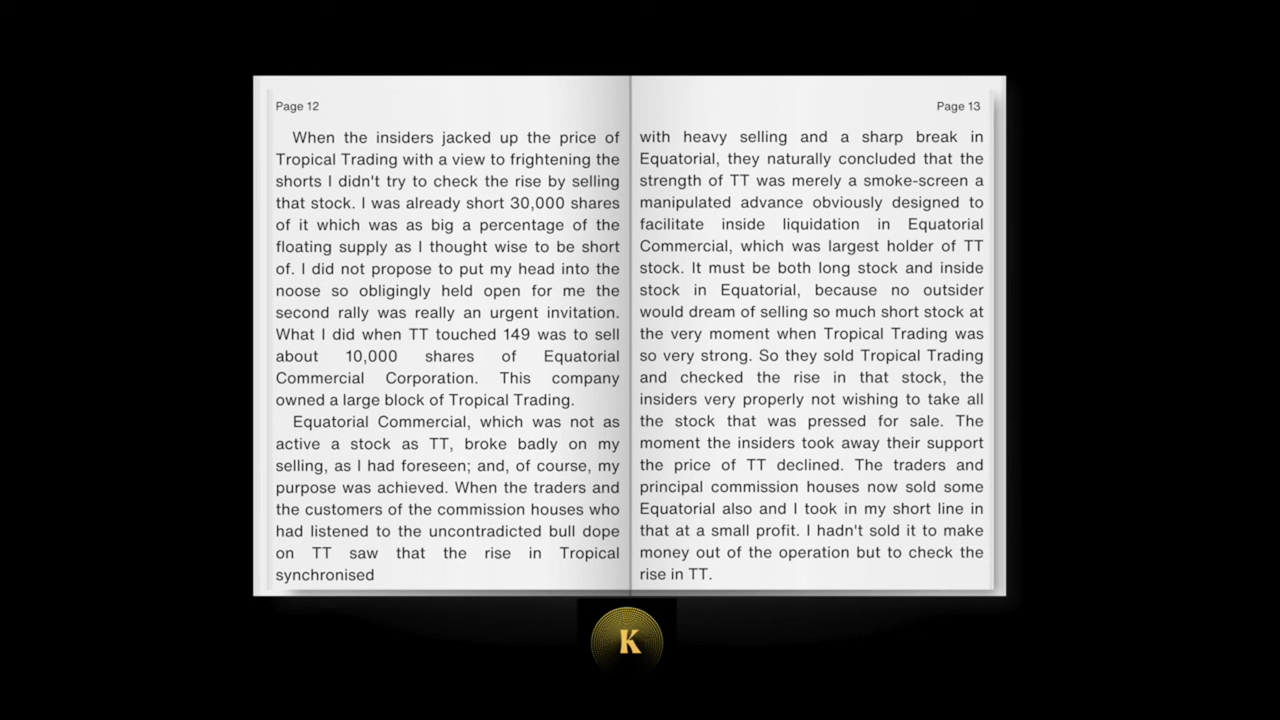 Page 12
When the insiders jacked up the price of
Tropical Trading with a view to frightening the
shorts I didn't try to check the rise by selling
that stock. I was already short 30,000 shares
of it which was as big a percentage of the
floating supply as I thought wise to be short
of. I did not propose to put my head into the
noose so obligingly held open for me the
second rally was really an urgent invitation.
What I did when TT touched 149 was to sell
about 10,000 shares of Equatorial
Commercial Corporation. This company
owned a large block of Tropical Trading.
Equatorial Commercial, which was not as
active a stock as TT, broke badly on my
selling, as I had foreseen; and, of course, my
purpose was achieved. When the traders and
the customers of the commission houses who
had listened to the uncontradicted bull dope
on TT saw that the rise in Tropical
synchronised
Page 13
with heavy selling and a sharp break in
Equatorial, they naturally concluded that the
strength of TT was merely a smoke-screen a
manipulated advance obviously designed to
facilitate inside liquidation in Equatorial
Commercial, which was largest holder of TT
stock. It must be both long stock and inside
stock in Equatorial, because no outsider
would dream of selling so much short stock at
the very moment when Tropical Trading was
so very strong. So they sold Tropical Trading
and checked the rise in that stock, the
insiders very properly not wishing to take all
the stock that was pressed for sale. The
moment the insiders took away their support
the price of TT declined. The traders and
principal commission houses now sold some
Equatorial also and I took in my short line in
that at a small profit. I hadn't sold it to make
money out of the operation but to check the
rise in TT.
K